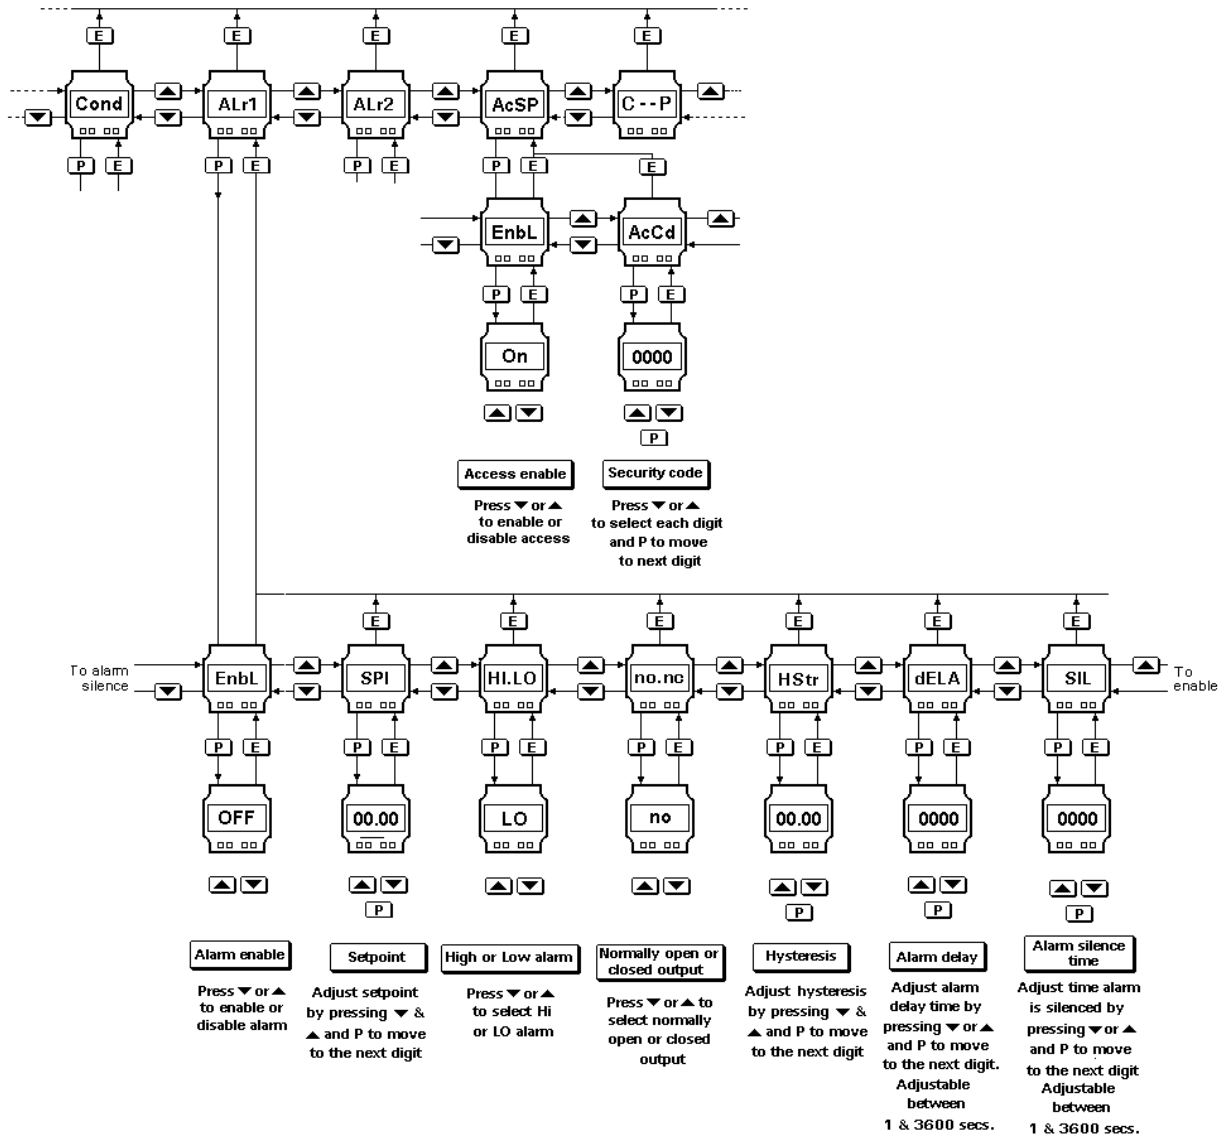 E E E E E
Cond ALr1 ALr2 AcSP C--P
P E P E P E P E E
EnbL AcCd
P E P E
On 0000
P
Access enable
Press ▼ or ▲
to enable or
disable access
Security code
Press ▼ or ▲
to select each digit
and P to move
to next digit
E E E E E E
To alarm
silence
EnbL SPI HI.LO no.nc HStr dELA SIL
To
enable
P E P E P E P E P E P E P E
OFF 00.00 LO no 00.00 0000 0000
P P P P
Alarm enable
Press ▼ or ▲
to enable or
disable alarm
Setpoint
Adjust setpoint
by pressing ▼ &
▲ and P to move
to the next digit
High or Low alarm
Press ▼ or ▲
to select Hi
or LO alarm
Normally open or
closed output
Press ▼ or ▲ to
select normally
open or closed
output
Hysteresis
Adjust hysteresis
by pressing ▼ &
▲ and P to move
to the next digit
Alarm delay
Adjust alarm
delay time by
pressing ▼ or ▲
and P to move
to the next digit.
Adjustable
between
1 & 3600 secs.
Alarm silence
time
Adjust time alarm
is silenced by
pressing ▼ or ▲
and P to move
to the next digit
Adjustable
between
1 & 3600 secs.